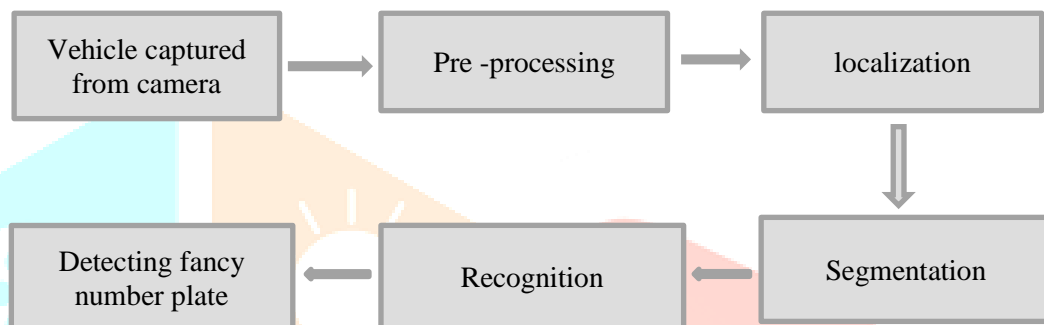 Vehicle captured
from camera
Pre -processing
localization
Segmentation
Recognition
Detecting fancy
number plate